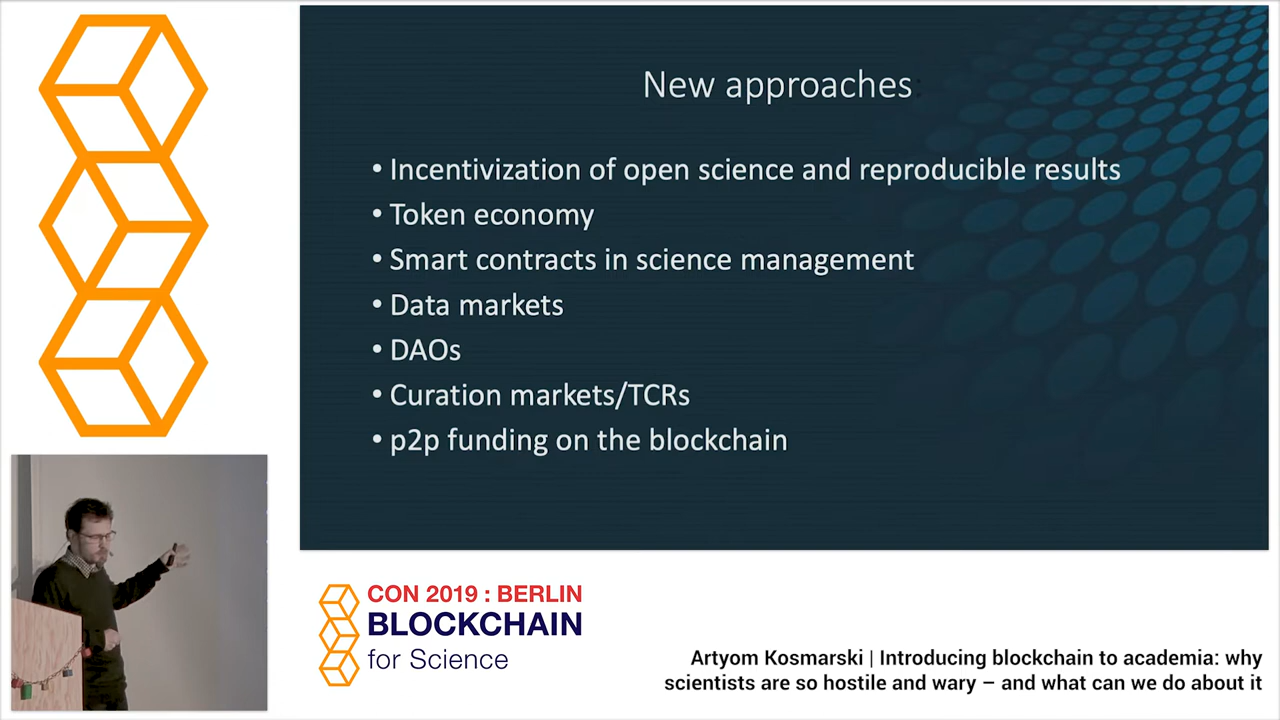 New approaches:
• Incentivization of open science and reproducible results
• Token economy
• Smart contracts in science management
• Data markets
• DAOs
• Curation markets/TCRs
• p2p funding on the blockchain
CON 2019 : BERLIN
BLOCKCHAIN
for Science
Artyom Kosmarski | Introducing blockchain to academia: why
scientists are so hostile and wary – and what can we do about it